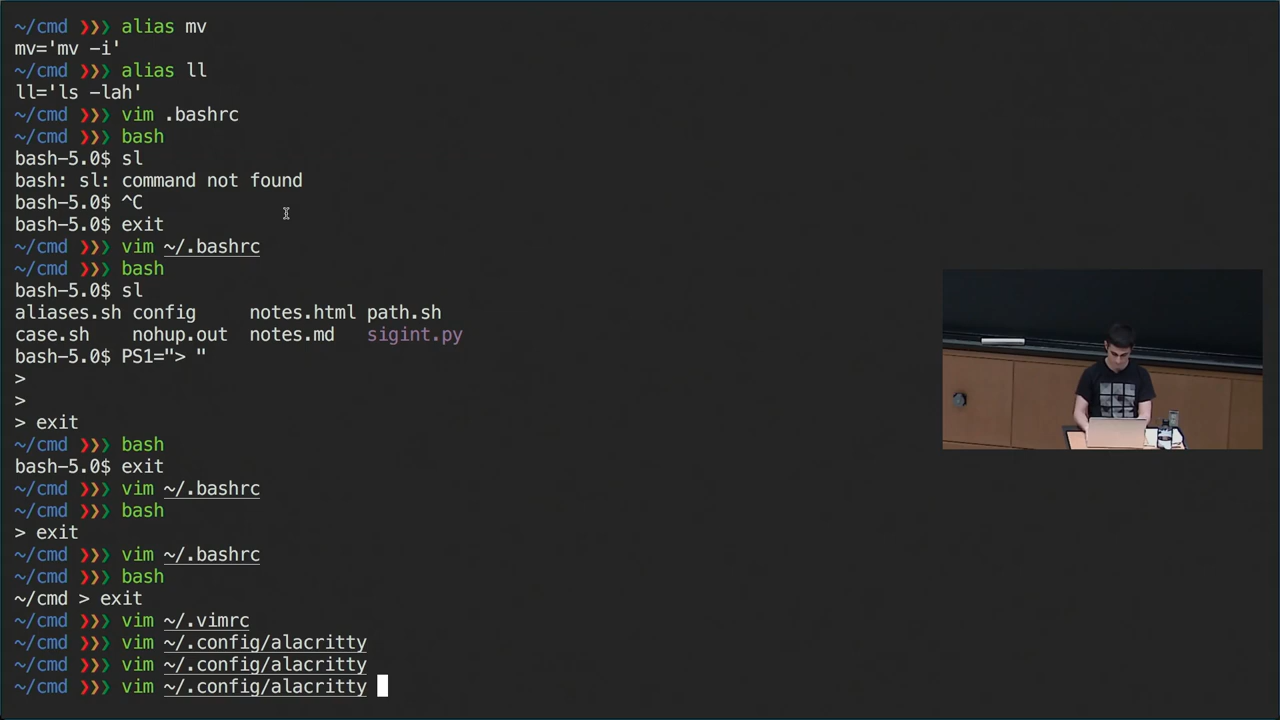 ~/cmd ❯❯❯ alias mv
mv='mv -i'
~/cmd ❯❯❯ alias ll
ll='ls -lah'
~/cmd ❯❯❯ vim .bashrc
~/cmd ❯❯❯ bash
bash-5.0$ sl
bash: sl: command not found
bash-5.0$ ^C
bash-5.0$ exit
~/cmd ❯❯❯ vim ~/.bashrc
~/cmd ❯❯❯ bash
bash-5.0$ sl
aliases.sh config notes.html path.sh
case.sh nohup.out notes.md sigint.py
bash-5.0$ PS1="> "
>
>
> exit
~/cmd ❯❯❯ bash
bash-5.0$ exit
~/cmd ❯❯❯ vim ~/.bashrc
~/cmd ❯❯❯ bash
> exit
~/cmd ❯❯❯ vim ~/.bashrc
~/cmd ❯❯❯ bash
~/cmd > exit
~/cmd ❯❯❯ vim ~/.vimrc
~/cmd ❯❯❯ vim ~/.config/alacritty
~/cmd ❯❯❯ vim ~/.config/alacritty
~/cmd ❯❯❯ vim ~/.config/alacritty